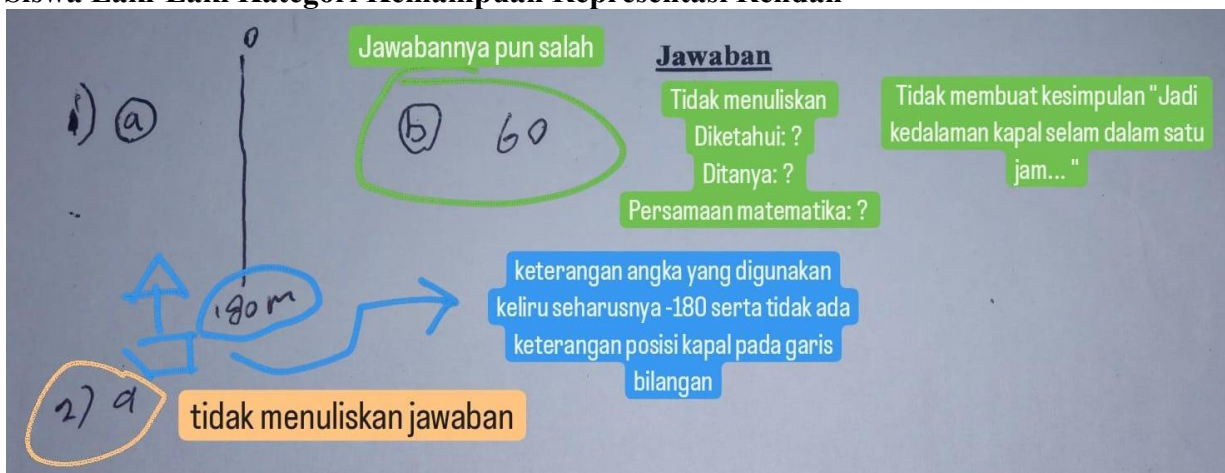 Siswa Laki-Laki Kategori Kemampuan Representasi Rendah
0
Jawabannya pun salah
Jawaban
1) a
b) 60
Tidak menuliskan
Diketahui: ?
Ditanya: ?
Persamaan matematika: ?
Tidak membuat kesimpulan "Jadi
kedalaman kapal selam dalam satu
jam... "
180 m
keterangan angka yang digunakan
keliru seharusnya -180 serta tidak ada
keterangan posisi kapal pada garis
bilangan
2) a
tidak menuliskan jawaban